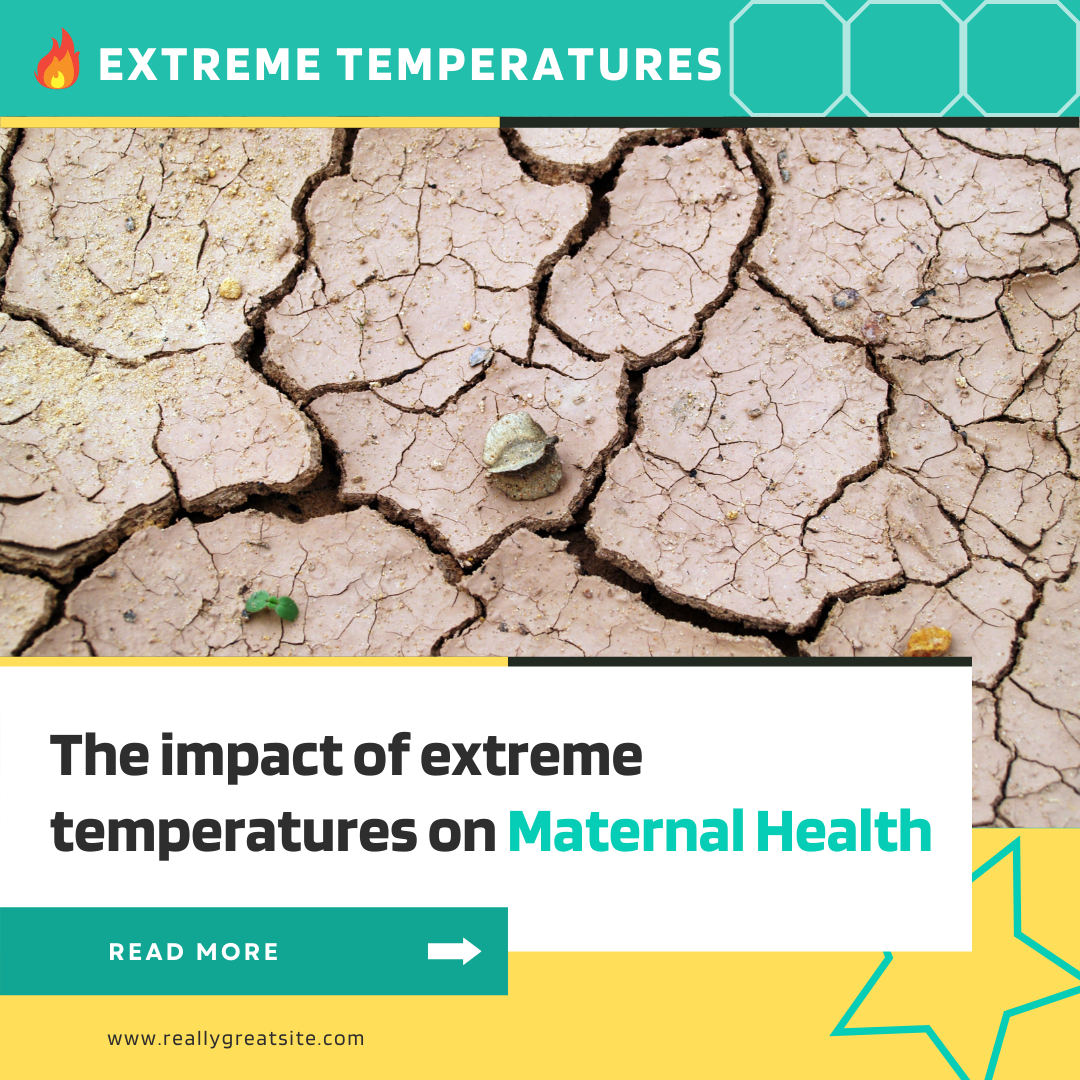 EXTREME TEMPERATURES
The impact of extreme
temperatures on Maternal Health
READ MORE
www.reallygreatsite.com